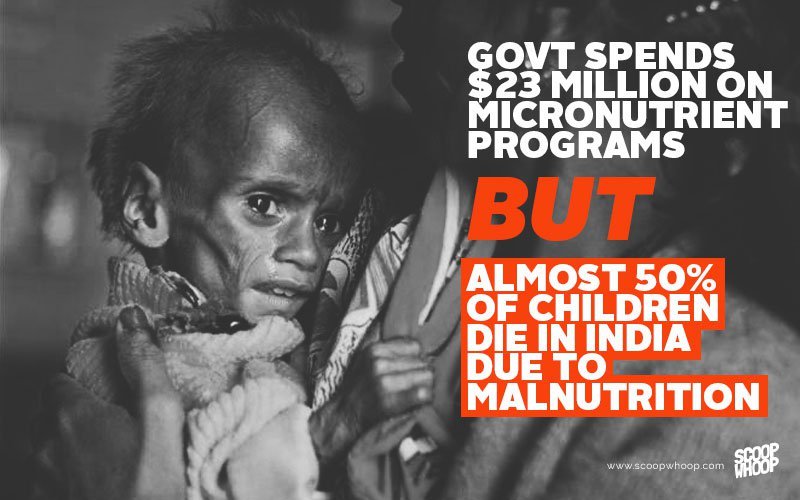 GOVT SPENDS
$23 MILLION ON
MICRONUTRIENT
PROGRAMS
BUT
ALMOST 50%
OF CHILDREN
DIE IN INDIA
DUE TO
MALNUTRITION
www.scoopwhoop.com
SCOOP
WHOOP